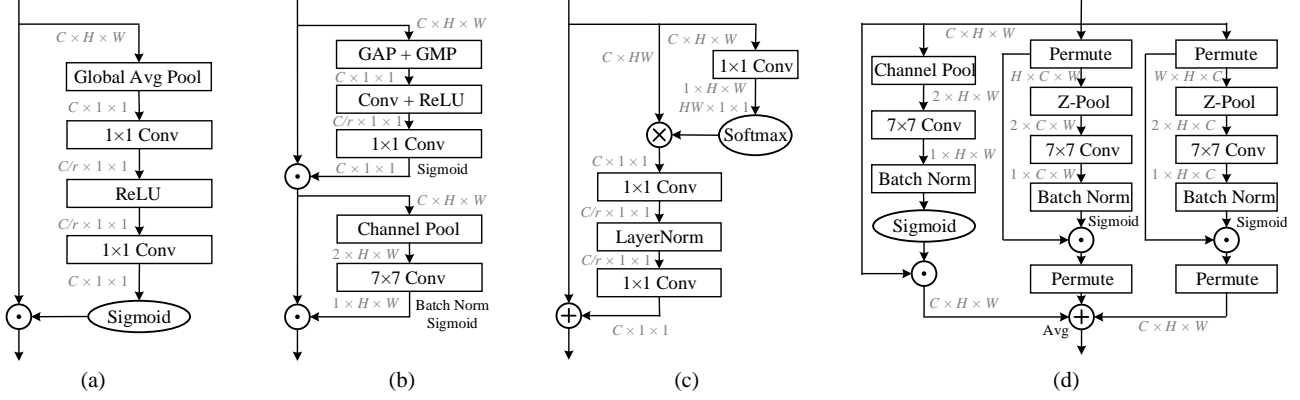 C × H × W
Global Avg Pool
C × 1 × 1
1×1 Conv
C/r × 1 × 1
ReLU
C/r × 1 × 1
1×1 Conv
C × 1 × 1
Sigmoid
(a)
C × H × W
GAP + GMP
C × 1 × 1
Conv + ReLU
C/r × 1 × 1
1×1 Conv
C × 1 × 1
Sigmoid
C × H × W
Channel Pool
2 × H × W
7×7 Conv
1 × H × W
Batch Norm
Sigmoid
(b)
C × H × W
C × HW
1×1 Conv
1 × H × W
HW × 1 × 1
Softmax
C × 1 × 1
1×1 Conv
C/r × 1 × 1
LayerNorm
C/r × 1 × 1
1×1 Conv
C × 1 × 1
(c)
C × H × W
Channel Pool
2 × H × W
7×7 Conv
1 × H × W
Batch Norm
Sigmoid
C × H × W
Permute
H × C × W
Z-Pool
2 × C × W
7×7 Conv
1 × C × W
Batch Norm
Sigmoid
Permute
Avg
Permute
W × H × C
Z-Pool
2 × H × C
7×7 Conv
1 × H × C
Batch Norm
Sigmoid
Permute
C × H × W
(d)